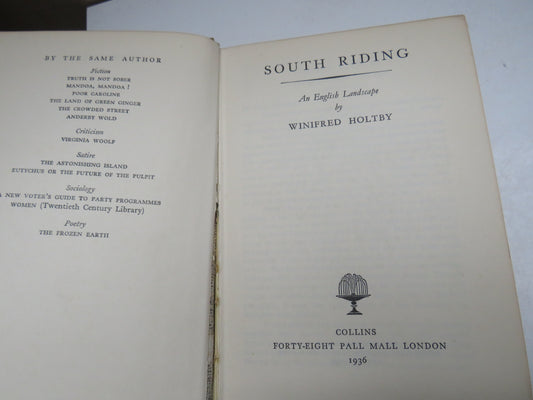 BY THE SAME AUTHOR
Fiction
TRUTH IS NOT SOBER
MANDOA, MANDOA !
POOR CAROLINE
THE LAND OF GREEN GINGER
THE CROWDED STREET
ANDERBY WOLD
Criticism
VIRGINIA WOOLF
Satire
THE ASTONISHING ISLAND
EUTYCHUS OR THE FUTURE OF THE PULPIT
Sociology
A NEW VOTER'S GUIDE TO PARTY PROGRAMMES
WOMEN (Twentieth Century Library)
Poetry
THE FROZEN EARTH
SOUTH RIDING
An English Landscape
by
WINIFRED HOLTBY
COLLINS
FORTY-EIGHT PALL MALL LONDON
1936